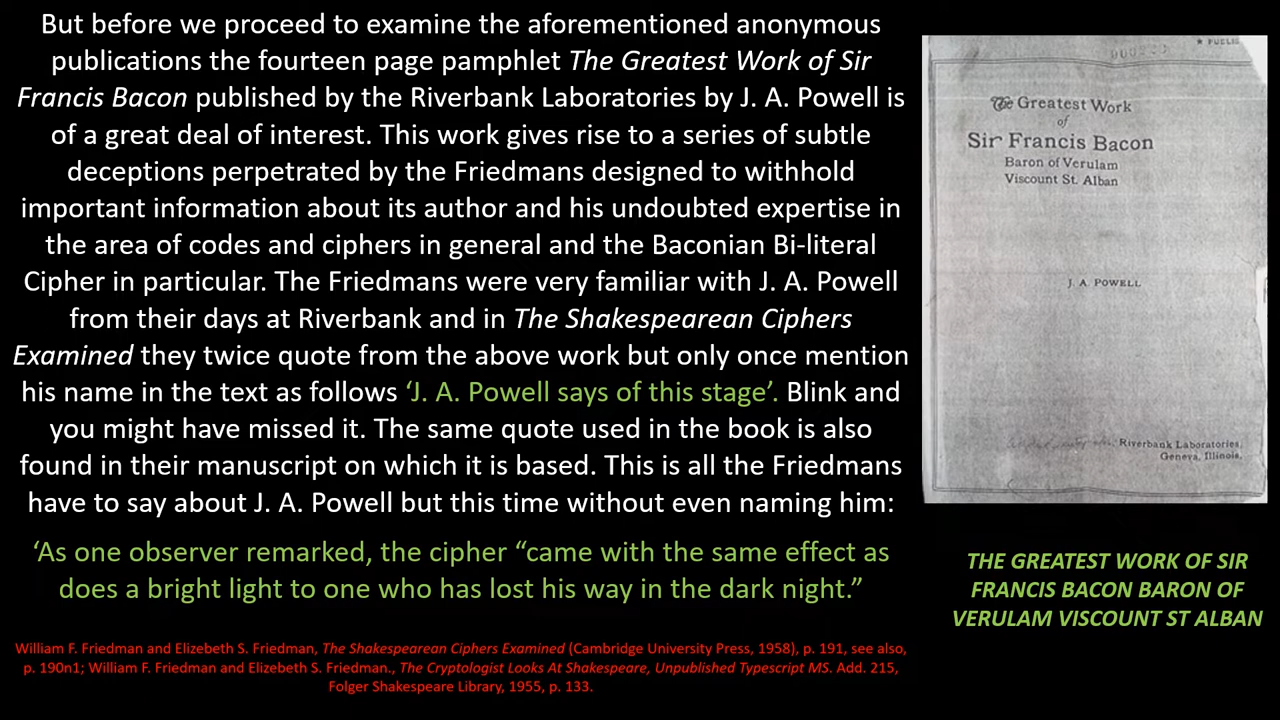 But before we proceed to examine the aforementioned anonymous
publications the fourteen page pamphlet The Greatest Work of Sir
Francis Bacon published by the Riverbank Laboratories by J. A. Powell is
of a great deal of interest. This work gives rise to a series of subtle
deceptions perpetrated by the Friedmans designed to withhold
important information about its author and his undoubted expertise in
the area of codes and ciphers in general and the Baconian Bi-literal
Cipher in particular. The Friedmans were very familiar with J. A. Powell
from their days at Riverbank and in The Shakespearean Ciphers
Examined they twice quote from the above work but only once mention
his name in the text as follows ‘J. A. Powell says of this stage’. Blink and
you might have missed it. The same quote used in the book is also
found in their manuscript on which it is based. This is all the Friedmans
have to say about J. A. Powell but this time without even naming him:
‘As one observer remarked, the cipher “came with the same effect as
does a bright light to one who has lost his way in the dark night.”
William F. Friedman and Elizebeth S. Friedman, The Shakespearean Ciphers Examined (Cambridge University Press, 1958), p. 191, see also,
p. 190n1; William F. Friedman and Elizebeth S. Friedman., The Cryptologist Looks At Shakespeare, Unpublished Typescript MS. Add. 215,
Folger Shakespeare Library, 1955, p. 133.
The Greatest Work
of
Sir Francis Bacon
Baron of Verulam
Viscount St. Alban
J. A. POWELL
Riverbank Laboratories,
Geneva, Illinois.
THE GREATEST WORK OF SIR
FRANCIS BACON BARON OF
VERULAM VISCOUNT ST ALBAN